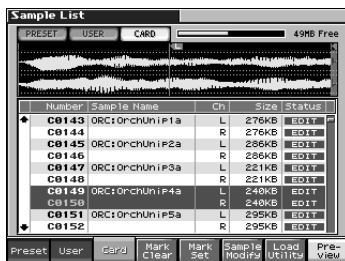 Sample List
PRESET USER CARD 49MB Free
L
R
Number Sample Name Ch Size Status
C0143 ORC:OrchUniP1a L 276KB EDIT
C0144 R 276KB EDIT
C0145 ORC:OrchUniP2a L 286KB EDIT
C0146 R 286KB EDIT
C0147 ORC:OrchUniP3a L 221KB EDIT
C0148 R 221KB EDIT
C0149 ORC:OrchUniP4a L 240KB EDIT
C0150 R 240KB EDIT
C0151 ORC:OrchUniP5a L 295KB EDIT
C0152 R 295KB EDIT
Preset User Card Mark Clear Mark Set Sample Modify Load Utility Pre-view